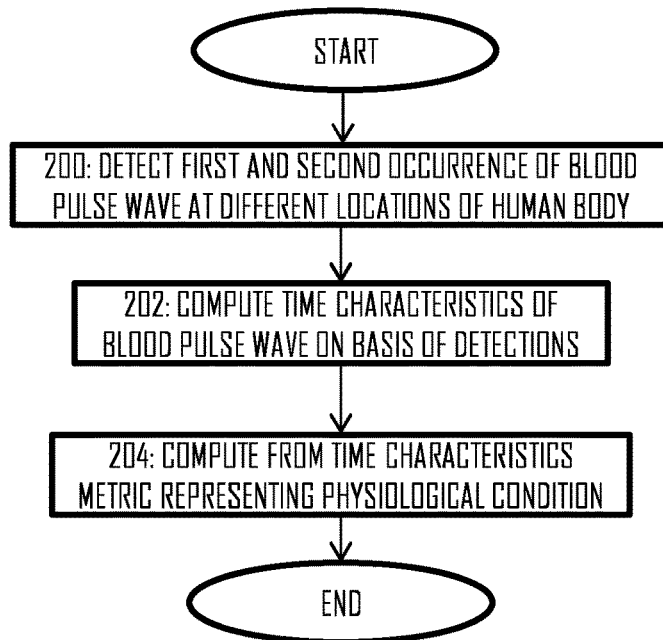 START
200: DETECT FIRST AND SECOND OCCURRENCE OF BLOOD
PULSE WAVE AT DIFFERENT LOCATIONS OF HUMAN BODY
202: COMPUTE TIME CHARACTERISTICS OF
BLOOD PULSE WAVE ON BASIS OF DETECTIONS
204: COMPUTE FROM TIME CHARACTERISTICS
METRIC REPRESENTING PHYSIOLOGICAL CONDITION
END